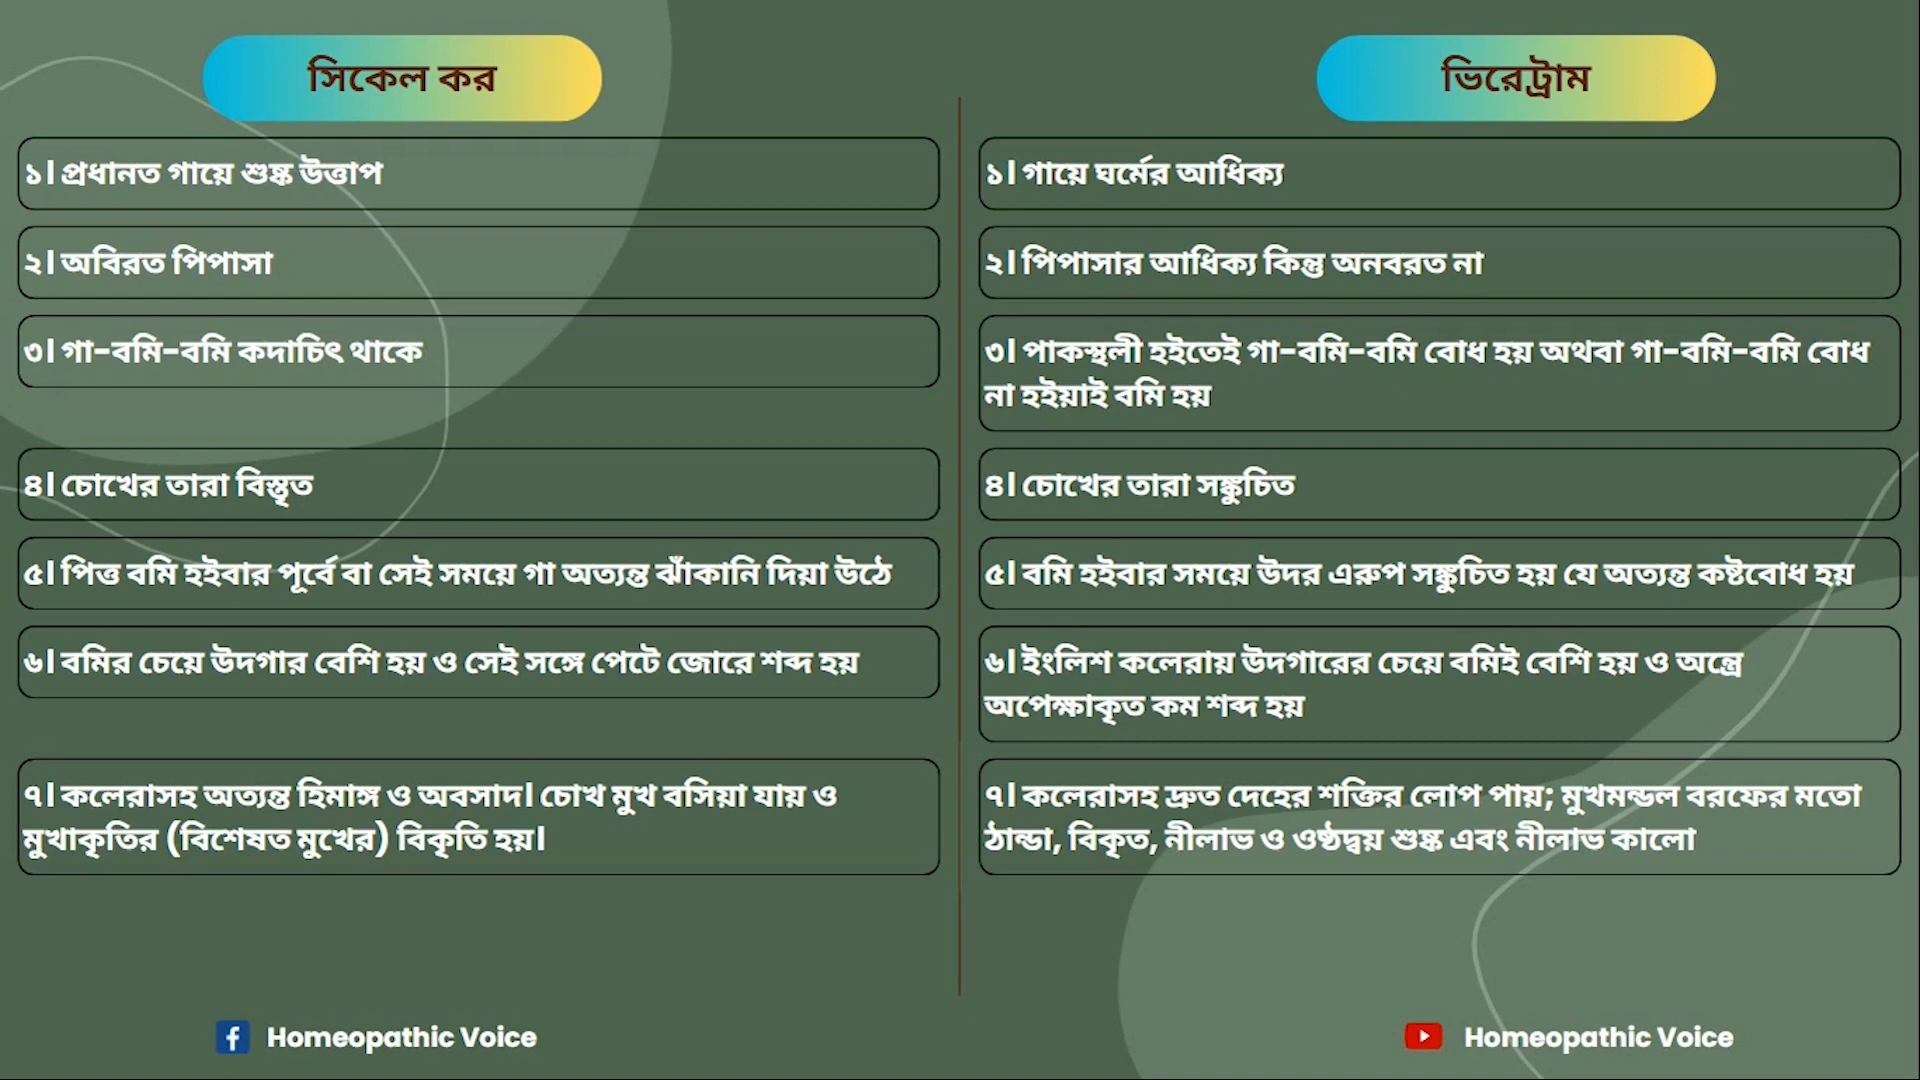 সিকেল কর
১। প্রধানত গায়ে শুষ্ক উত্তাপ
২। অবিরত পিপাসা
৩। গা-বমি-বমি কদাচিৎ থাকে
৪। চোখের তারা বিস্তৃত
৫। পিত্ত বমি হইবার পূর্বে বা সেই সময়ে গা অত্যন্ত ঝাঁকানি দিয়া উঠে
৬। বমির চেয়ে উদগার বেশি হয় ও সেই সঙ্গে পেটে জোরে শব্দ হয়
৭। কলেরাসহ অত্যন্ত হিমাঙ্গ ও অবসাদ। চোখ মুখ বসিয়া যায় ও
মুখাকৃতির (বিশেষত মুখের) বিকৃতি হয়।
ভিরেট্রাম
১। গায়ে ঘর্মের আধিক্য
২। পিপাসার আধিক্য কিন্তু অনবরত না
৩। পাকস্থলী হইতেই গা-বমি-বমি বোধ হয় অথবা গা-বমি-বমি বোধ
না হইয়াই বমি হয়
৪। চোখের তারা সঙ্কুচিত
৫। বমি হইবার সময়ে উদর এরুপ সঙ্কুচিত হয় যে অত্যন্ত কষ্টবোধ হয়
৬। ইংলিশ কলেরায় উদগারের চেয়ে বমিই বেশি হয় ও অন্ত্রে
অপেক্ষাকৃত কম শব্দ হয়
৭। কলেরাসহ দ্রুত দেহের শক্তির লোপ পায়; মুখমন্ডল বরফের মতো
ঠান্ডা, বিকৃত, নীলাভ ও ওষ্ঠদ্বয় শুষ্ক এবং নীলাভ কালো
Homeopathic Voice
Homeopathic Voice